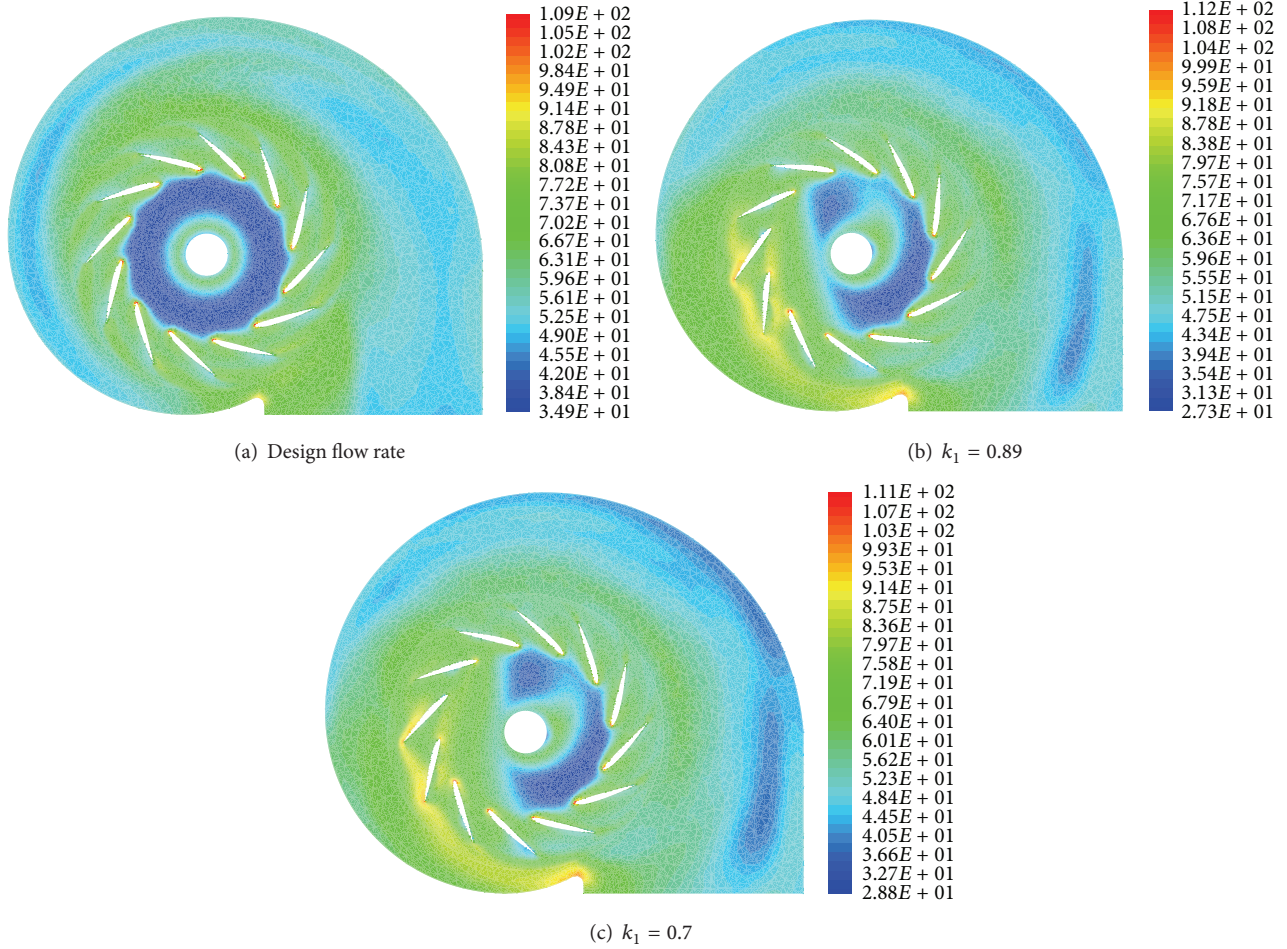 1.09E + 02
1.05E + 02
1.02E + 02
9.84E + 01
9.49E + 01
9.14E + 01
8.78E + 01
8.43E + 01
8.08E + 01
7.72E + 01
7.37E + 01
7.02E + 01
6.67E + 01
6.31E + 01
5.96E + 01
5.61E + 01
5.25E + 01
4.90E + 01
4.55E + 01
4.20E + 01
3.84E + 01
3.49E + 01
(a) Design flow rate
1.12E + 02
1.08E + 02
1.04E + 02
9.99E + 01
9.59E + 01
9.18E + 01
8.78E + 01
8.38E + 01
7.97E + 01
7.57E + 01
7.17E + 01
6.76E + 01
6.36E + 01
5.96E + 01
5.55E + 01
5.15E + 01
4.75E + 01
4.34E + 01
3.94E + 01
3.54E + 01
3.13E + 01
2.73E + 01
(b) k₁ = 0.89
1.11E + 02
1.07E + 02
1.03E + 02
9.93E + 01
9.53E + 01
9.14E + 01
8.75E + 01
8.36E + 01
7.97E + 01
7.58E + 01
7.19E + 01
6.79E + 01
6.40E + 01
6.01E + 01
5.62E + 01
5.23E + 01
4.84E + 01
4.45E + 01
4.05E + 01
3.66E + 01
3.27E + 01
2.88E + 01
(c) k₁ = 0.7